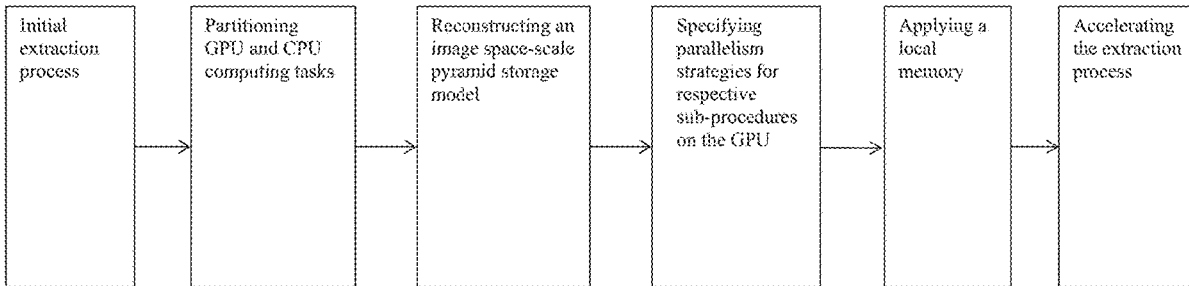 Initial
extraction
process
Partitioning
GPU and CPU
computing tasks
Reconstructing an
image space-scale
pyramid storage
model
Specifying
parallelism
strategies for
respective
sub-procedures
on the GPU
Applying a
local
memory
Accelerating
the extraction
process